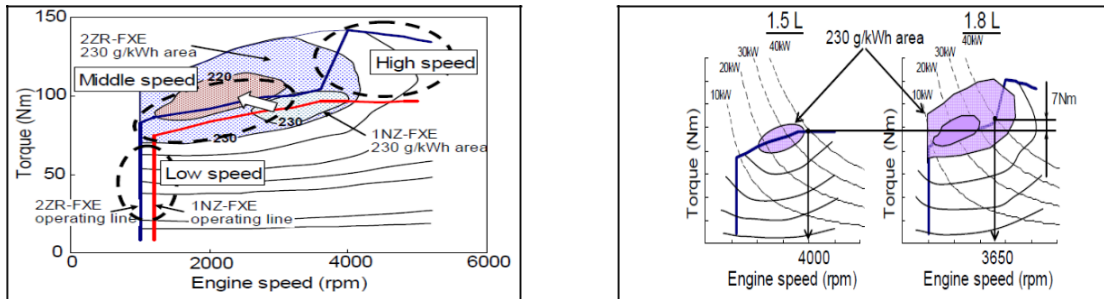 150
100
50
0
Torque (Nm)
2ZR-FXE
230 g/kWh area
Middle speed
High speed
220
230
230
1NZ-FXE
230 g/kWh area
Low speed
2ZR-FXE
operating line
1NZ-FXE
operating line
0
2000
4000
6000
Engine speed (rpm)
1.5 L
230 g/kWh area
1.8 L
40kW
30kW
20kW
10kW
Torque (Nm)
4000
Engine speed (rpm)
40kW
30kW
20kW
10kW
7Nm
Torque (Nm)
3650
Engine speed (rpm)